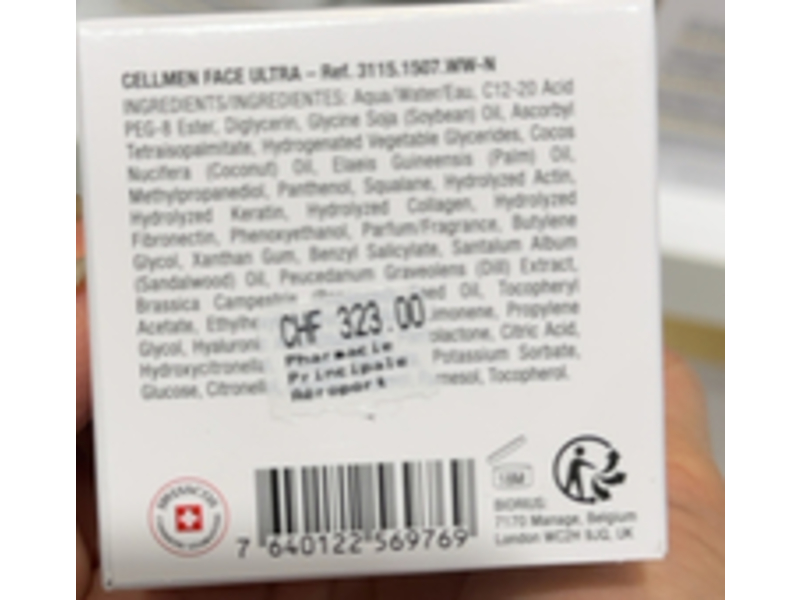 CELLMEN FACE ULTRA – Ref. 3115.1507.WW-N
INGREDIENTS/INGREDIENTES: Aqua/Water/Eau, C12-20 Acid
PEG-8 Ester, Diglycerin, Glycine Soja (Soybean) Oil, Ascorbyl
Tetraisopalmitate, Hydrogenated Vegetable Glycerides, Cocos
Nucifera (Coconut) Oil, Elaeis Guineensis (Palm) Oil,
Methylpropanediol, Panthenol, Squalane, Hydrolyzed Actin,
Hydrolyzed Keratin, Hydrolyzed Collagen, Hydrolyzed
Fibronectin, Phenoxyethanol, Parfum/Fragrance, Butylene
Glycol, Xanthan Gum, Benzyl Salicylate, Santalum Album
(Sandalwood) Oil, Peucedanum Graveolens (Dill) Extract,
Brassica Campestris Oil, Tocopheryl
Acetate, Propylene
Glycol, Citric Acid,
Potassium Sorbate,
Glucose, Tocopherol.
CHF 323.00
Pharmacie
Principale
Aéroport
18M
BIORIUS:
7170 Manage, Belgium
London WC2H 9JQ, UK
7 640122 569769